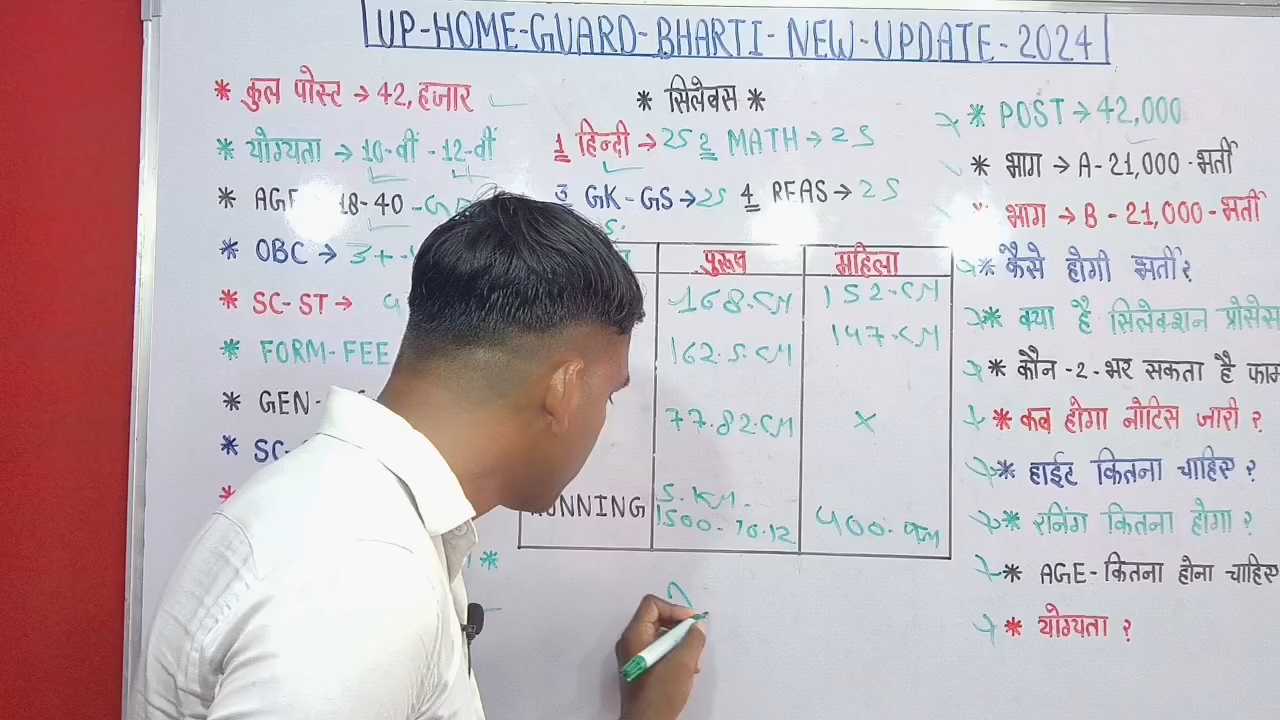 UP-HOME-GUARD-BHARTI-NEW-UPDATE-2024
* कुल पोस्ट → 42, हजार
* योग्यता → 10-वीं - 12-वीं
* AGE 18-40
* OBC → 3+
* SC-ST →
* FORM-FEE
* GEN-
* SC-
*
*
* सिलेबस *
1 हिन्दी → 25 2 MATH → 25
3 GK-GS → 25 4 REAS → 25
पुरुष महिला
168-CM 152-CM
162.5-CM 147-CM
77-82-CM X
RUNNING 5-KM- 1500- 10-12 400-
* POST → 42,000
* भाग → A-21,000-भर्ती
* भाग → B-21,000-भर्ती
* कैसे होगी भर्ती?
* क्या है सिलेक्शन प्रोसेस
* कौन-2-भर सकता है फाम
* कब होगा नोटिस जारी?
* हाईट कितना चाहिए?
* रनिंग कितना होगा?
* AGE-कितना होना चाहिए
* योग्यता?